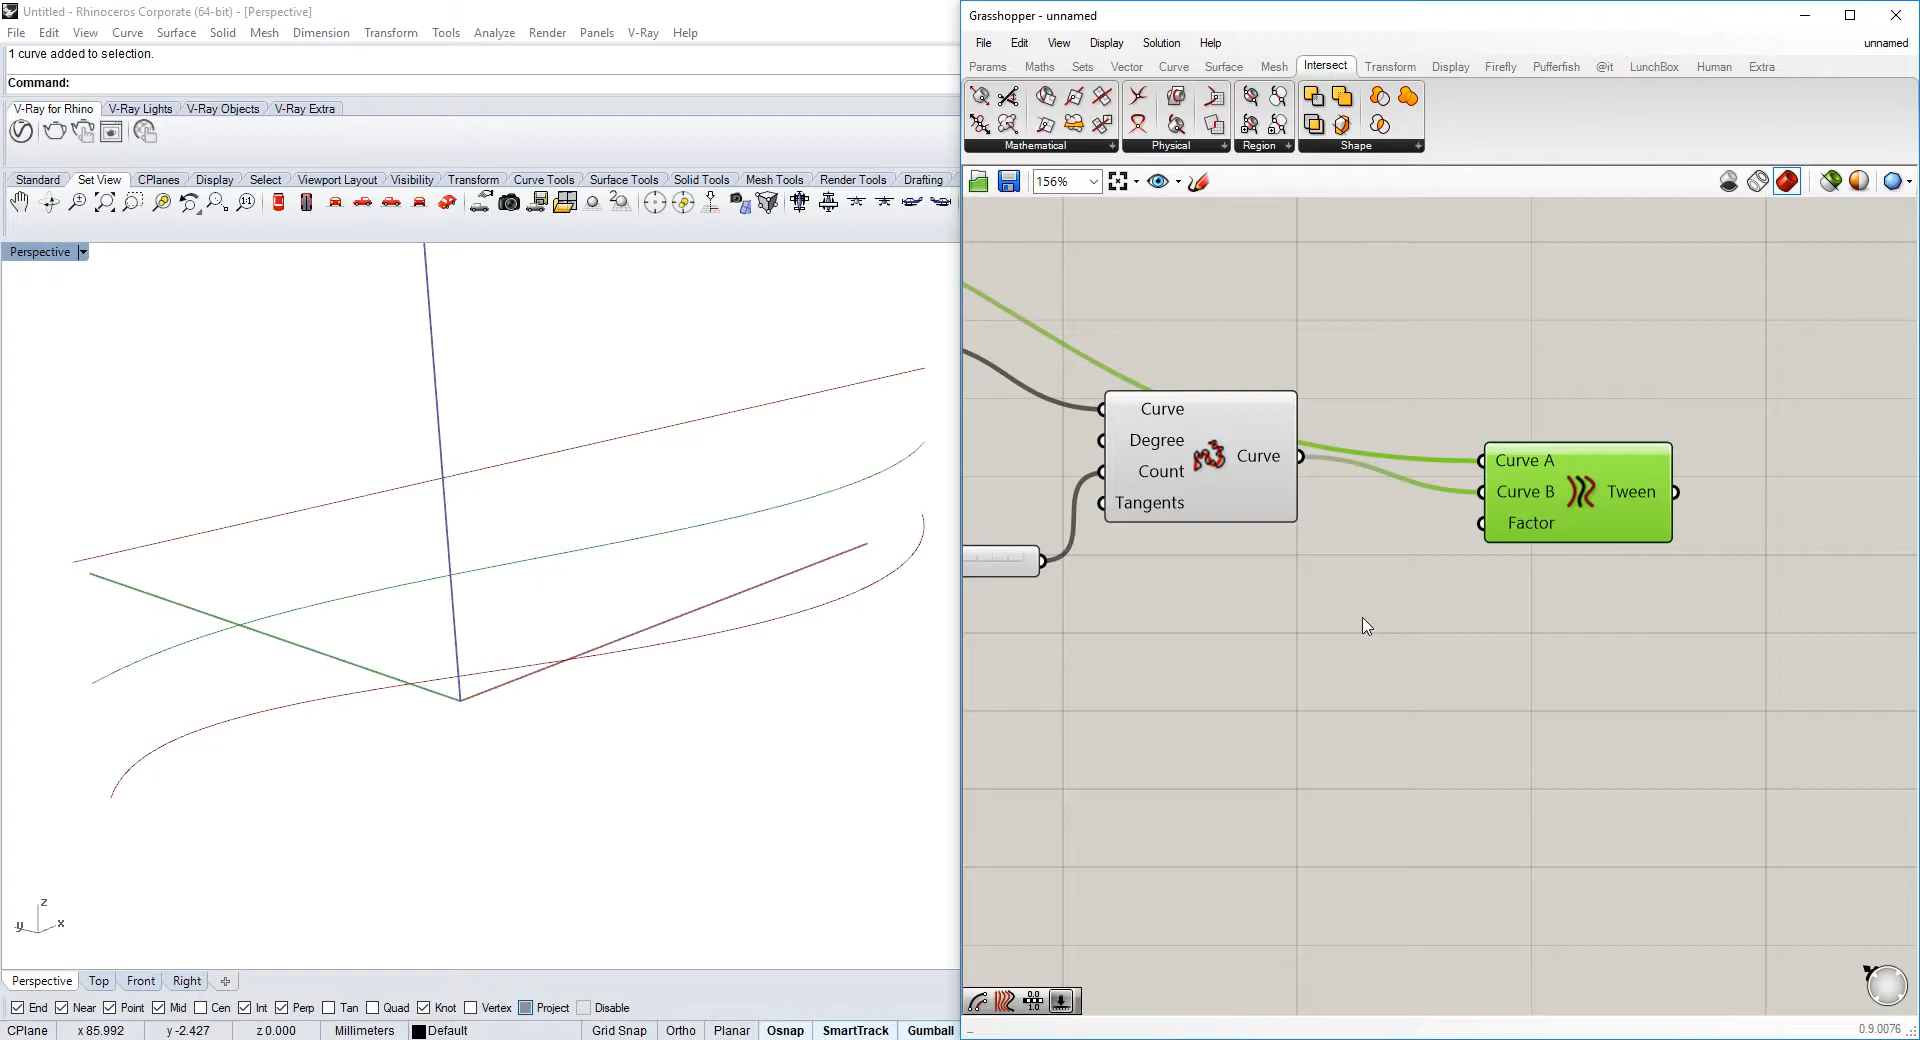 Untitled - Rhinoceros Corporate (64-bit) - [Perspective]
File Edit View Curve Surface Solid Mesh Dimension Transform Tools Analyze Render Panels V-Ray Help
1 curve added to selection.
Command:
V-Ray for Rhino V-Ray Lights V-Ray Objects V-Ray Extra
Standard Set View CPlanes Display Select Viewport Layout Visibility Transform Curve Tools Surface Tools Solid Tools Mesh Tools Render Tools Drafting
Perspective
z
y x
Perspective Top Front Right
End Near Point Mid Cen Int Perp Tan Quad Knot Vertex Project Disable
CPlane x 85.992 y -2.427 z 0.000 Millimeters Default Grid Snap Ortho Planar Osnap SmartTrack Gumball
Grasshopper - unnamed
File Edit View Display Solution Help unnamed
Params Maths Sets Vector Curve Surface Mesh Intersect Transform Display Firefly Pufferfish @it LunchBox Human Extra
Mathematical Physical Region Shape
156%
Curve
Degree
Count
Tangents
Curve
Curve A
Curve B
Factor
Tween
0.0
1.0
0.9.0076